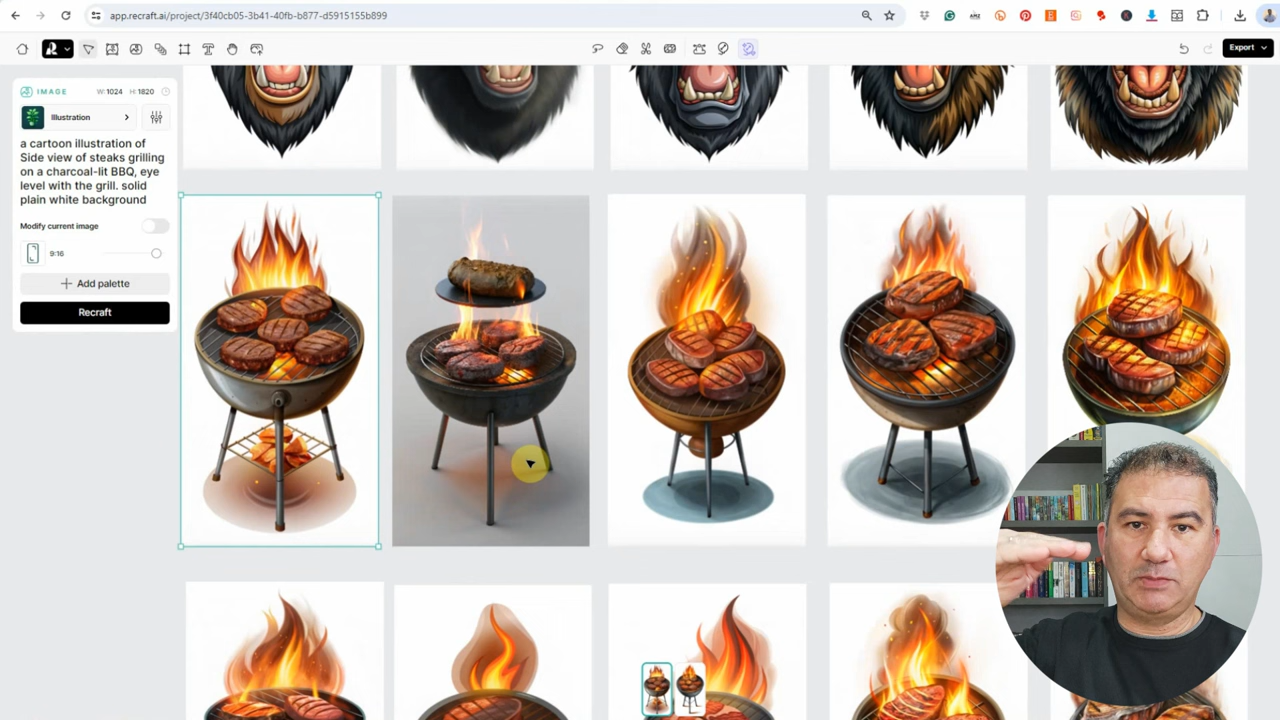 app.recraft.ai/project/3f40cb05-3b41-40fb-b877-d5915155b899
AMZ
Export
IMAGE W: 1024 H: 1820
Illustration
a cartoon illustration of
Side view of steaks grilling
on a charcoal-lit BBQ, eye
level with the grill. solid
plain white background
Modify current image
9:16
Add palette
Recraft